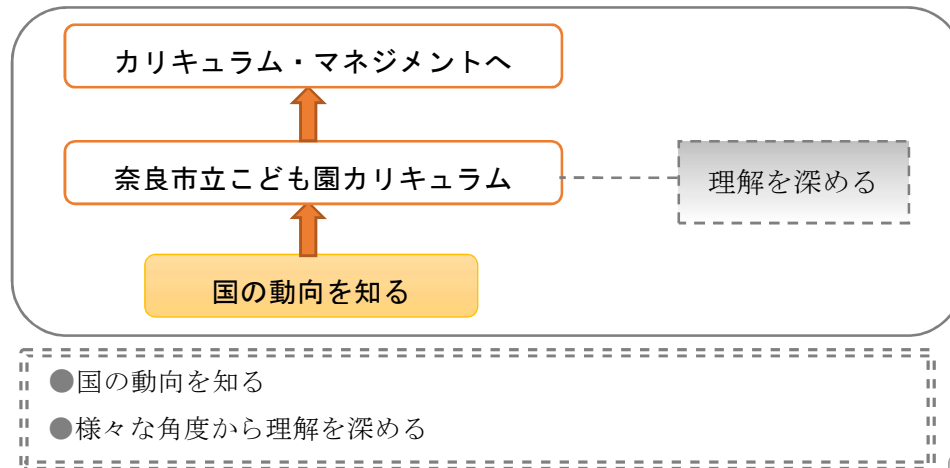 カリキュラム・マネジメントへ
奈良市立こども園カリキュラム
理解を深める
国の動向を知る
●国の動向を知る
●様々な角度から理解を深める